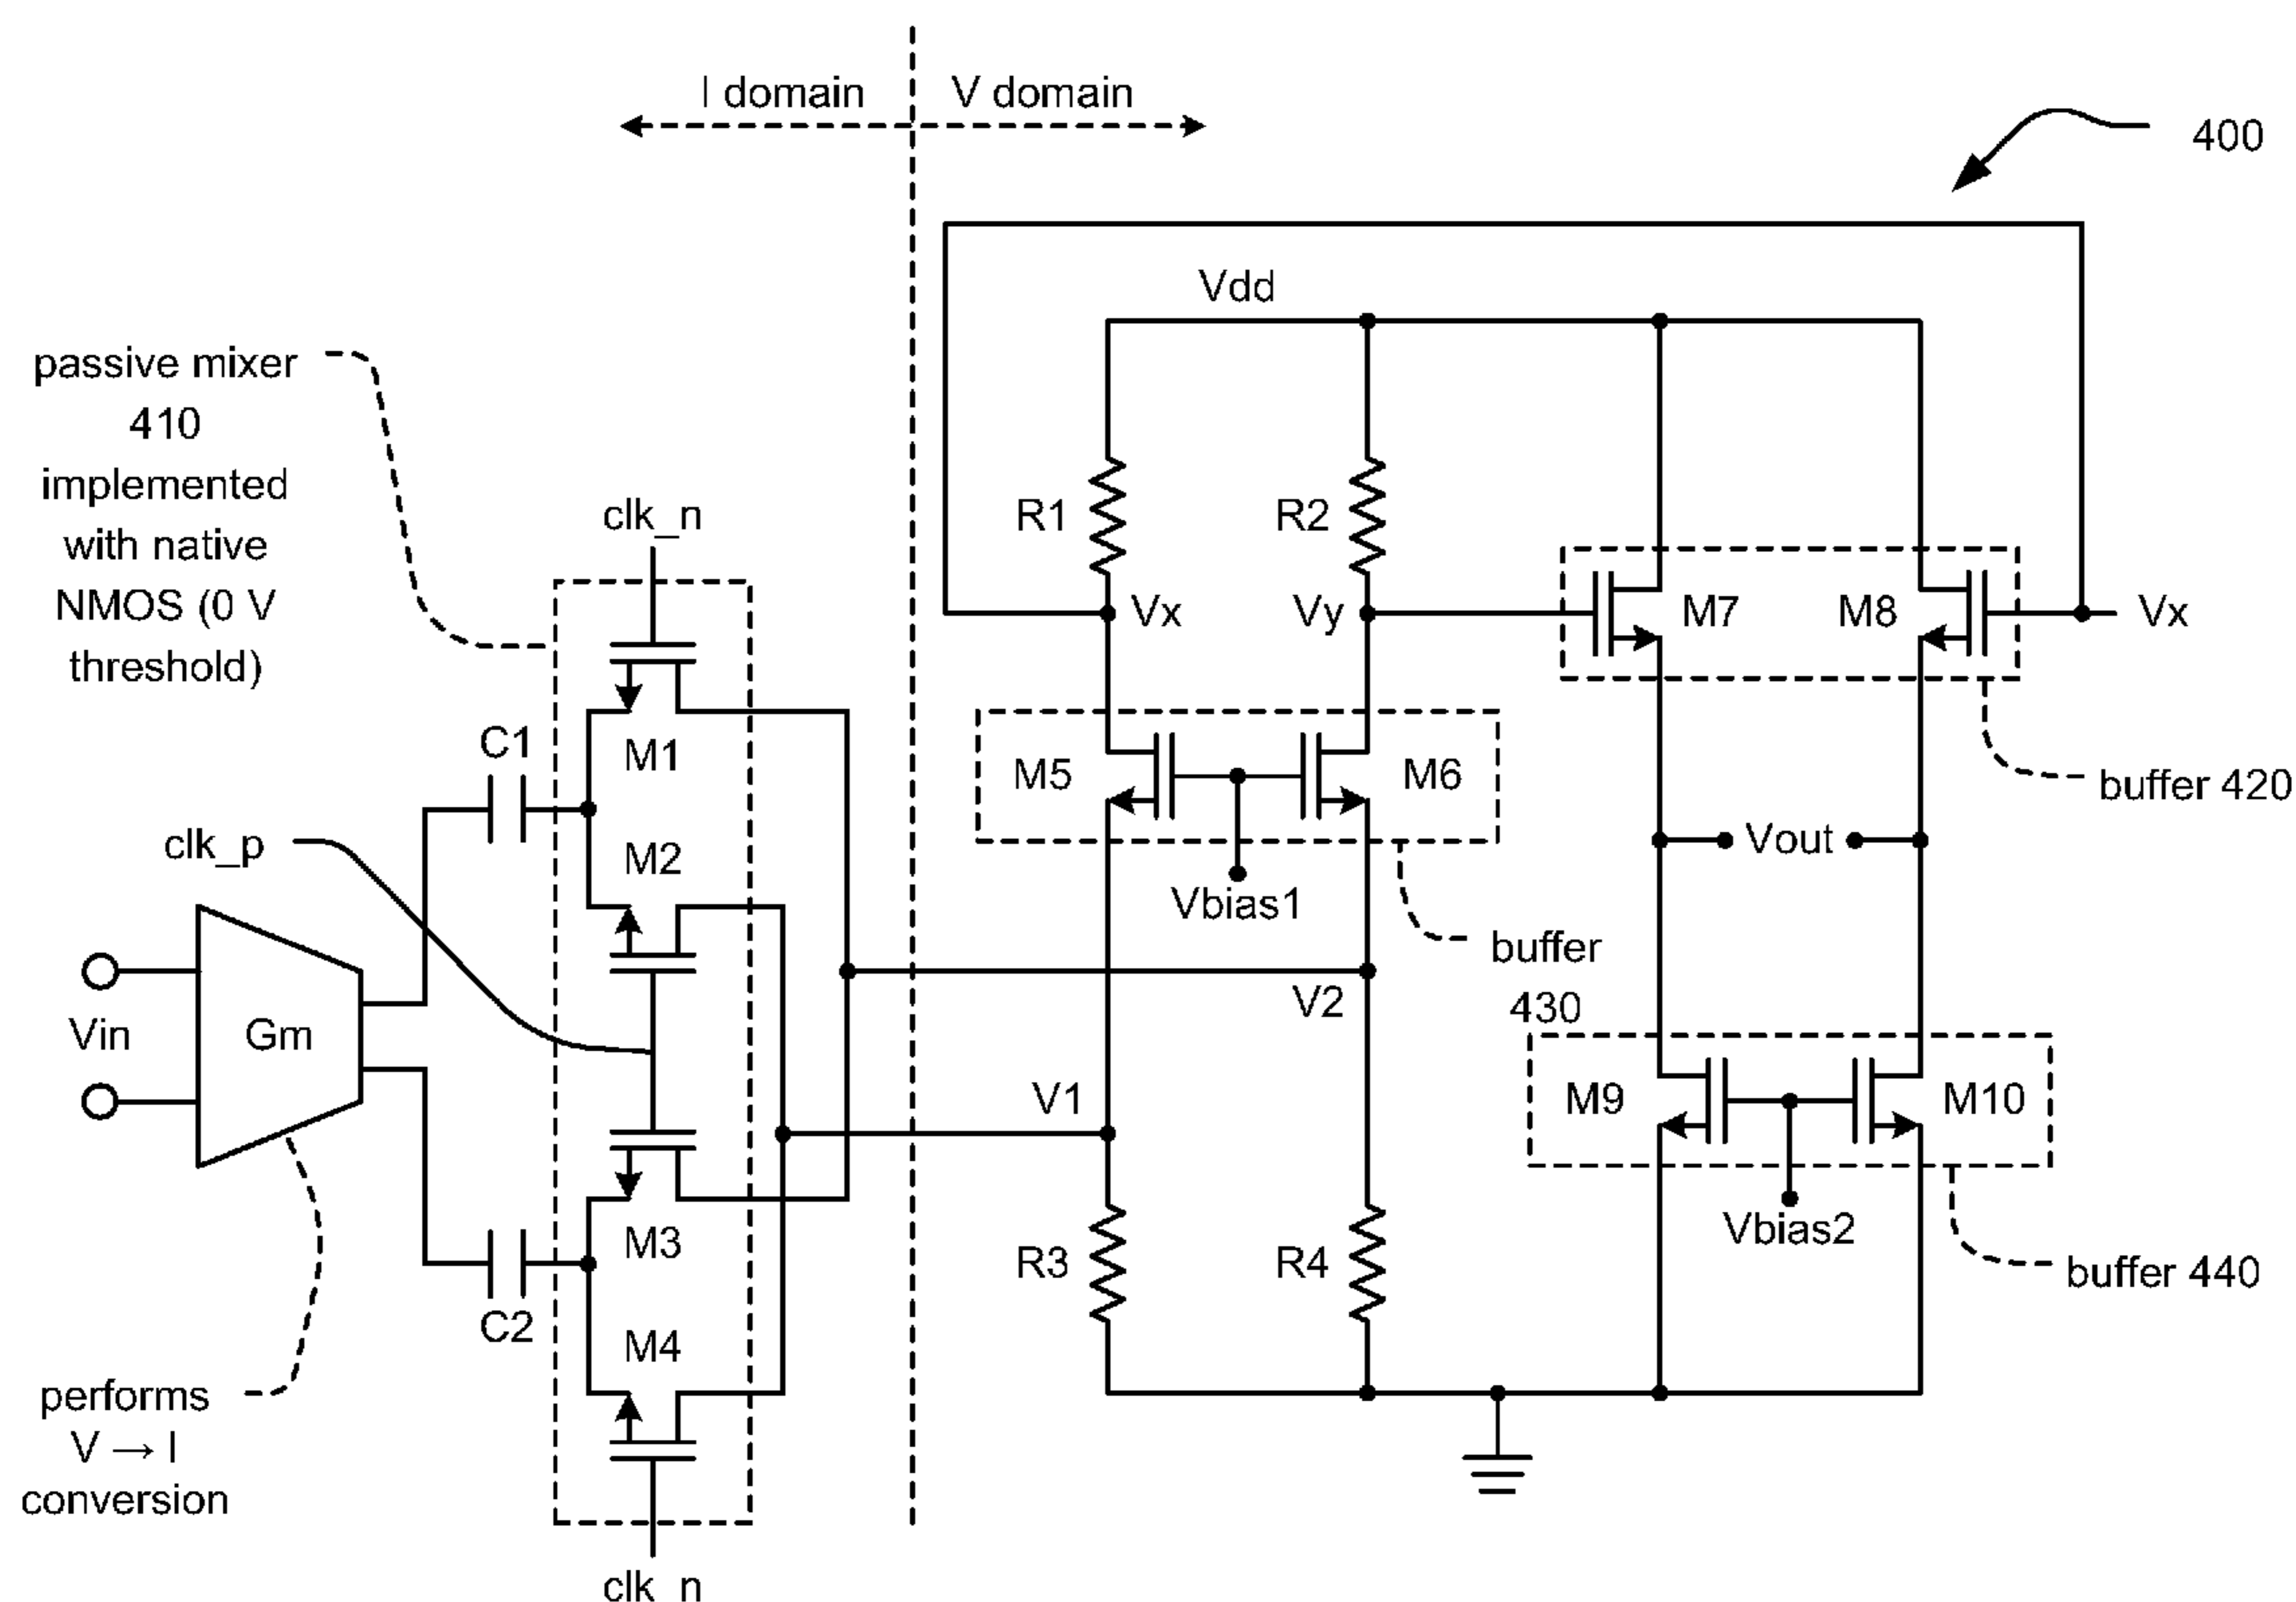 I domain
V domain
400
Vdd
passive mixer
410
implemented
with native
NMOS (0 V
threshold)
clk_n
R1
R2
Vx
Vy
M7
M8
Vx
C1
M1
M5
M6
buffer 420
clk_p
M2
Vout
Vbias1
buffer
430
Vin
Gm
V2
V1
M9
M10
M3
R3
R4
Vbias2
buffer 440
C2
M4
performs
V → I
conversion
clk_n